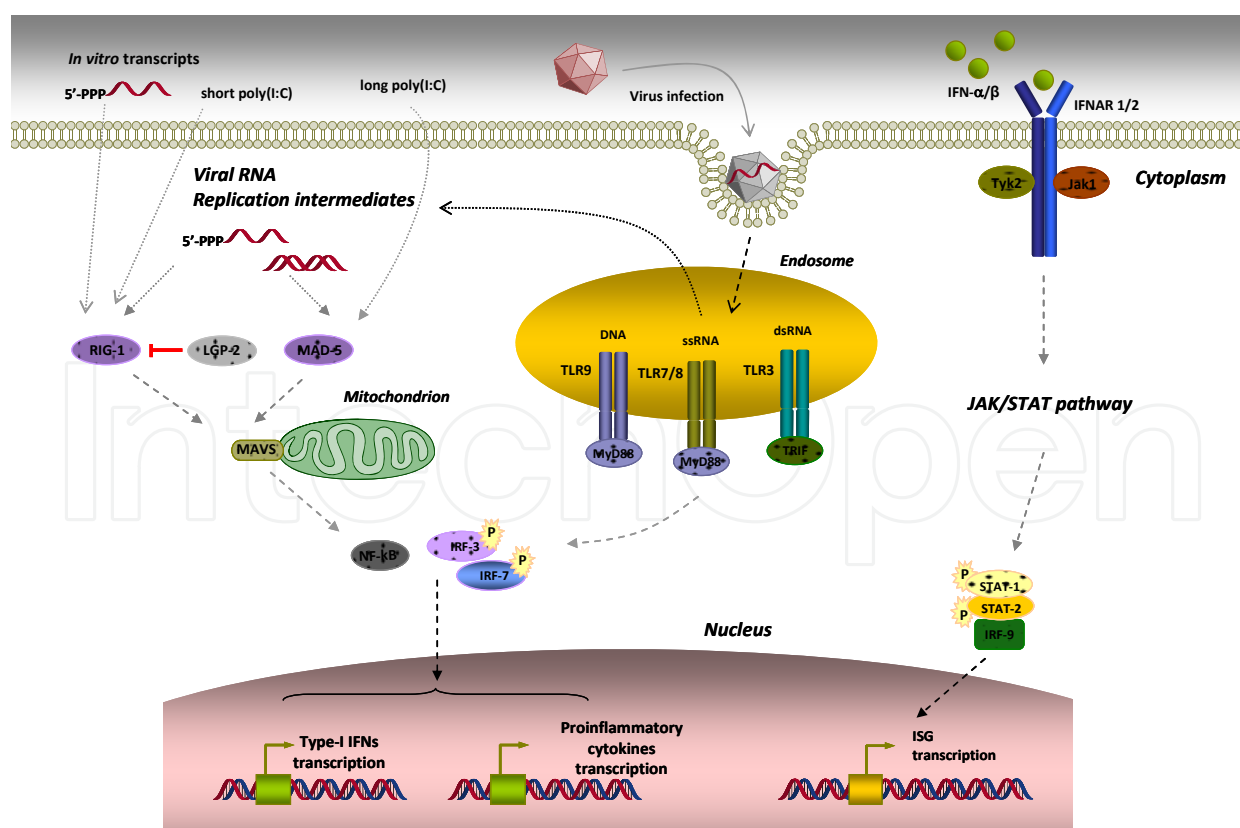 In vitro transcripts
5'-PPP
short poly(I:C)
long poly(I:C)
Virus infection
IFN-α/β
IFNAR 1/2
Viral RNA
Replication intermediates
5'-PPP
Tyk2
Jak1
Cytoplasm
Endosome
RIG-1
LGP-2
MAD-5
DNA
ssRNA
dsRNA
TLR9
TLR7/8
TLR3
Mitochondrion
MAVS
MyD88
MyD88
TRIF
JAK/STAT pathway
NF-kB
IRF-3
P
IRF-7
P
P
STAT-1
P
STAT-2
IRF-9
Nucleus
Type-I IFNs
transcription
Proinflammatory
cytokines
transcription
ISG
transcription
IntechOpen